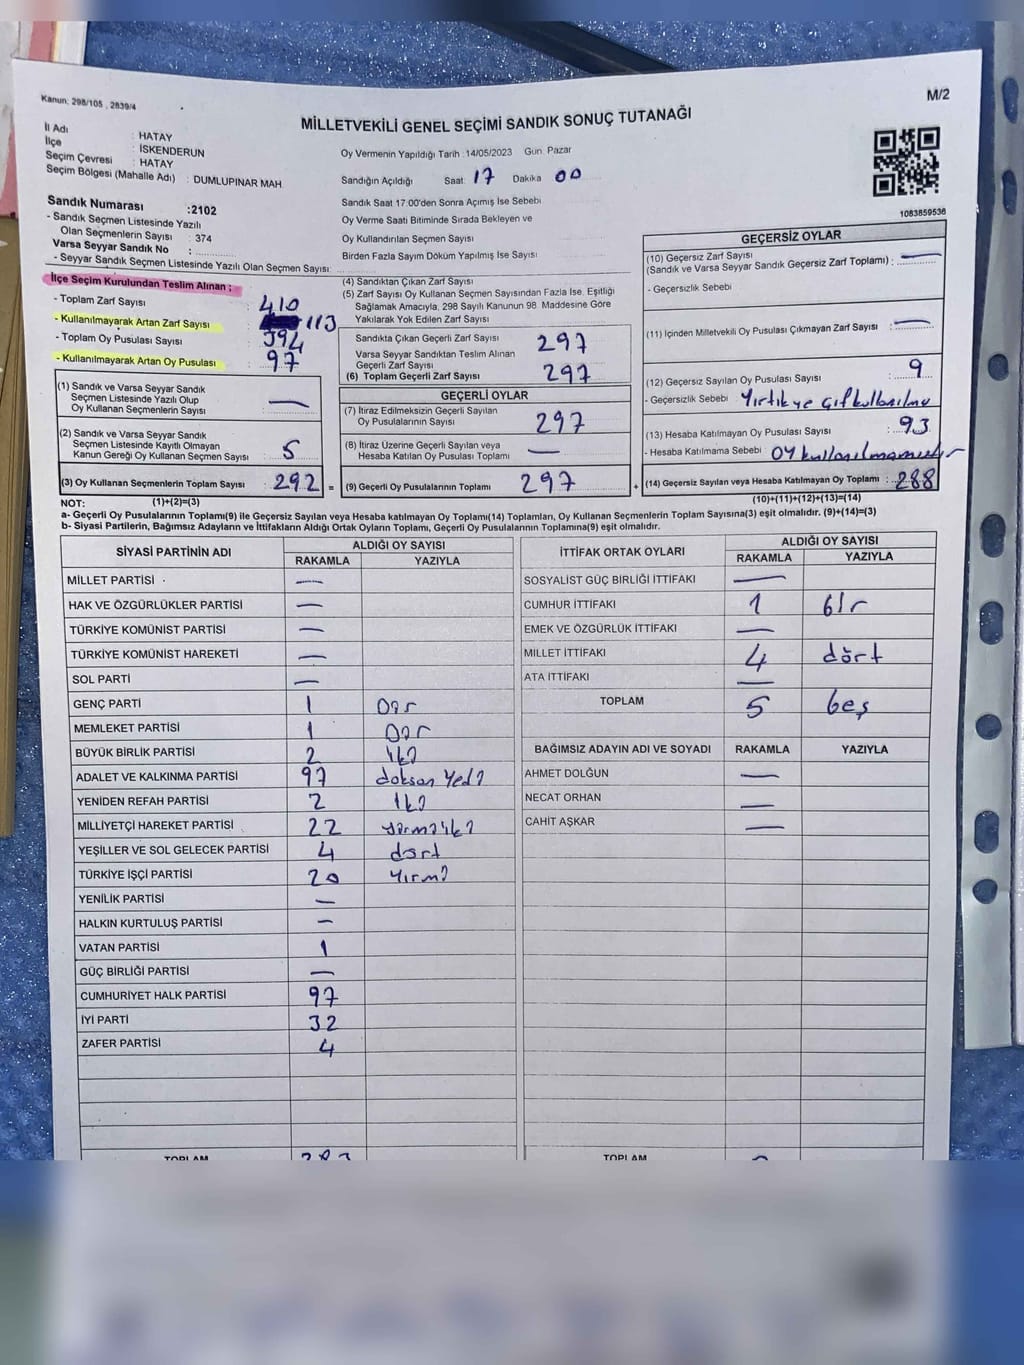 Kanun: 298/105 , 2839/4
M/2
MİLLETVEKİLİ GENEL SEÇİMİ SANDIK SONUÇ TUTANAĞI
İl Adı : HATAY
İlçe : İSKENDERUN
Seçim Çevresi : HATAY
Seçim Bölgesi (Mahalle Adı) : DUMLUPINAR MAH.
Oy Vermenin Yapıldığı Tarih :14/05/2023 Gün: Pazar
Sandığın Açıldığı Saat: 17 Dakika 00
Sandık Saat 17:00'den Sonra Açımış İse Sebebi
Oy Verme Saati Bitiminde Sırada Bekleyen ve
Oy Kullandırılan Seçmen Sayısı
Birden Fazla Sayım Döküm Yapılmış İse Sayısı
1083859536
Sandık Numarası :2102
- Sandık Seçmen Listesinde Yazılı
Olan Seçmenlerin Sayısı : 374
Varsa Seyyar Sandık No :
- Seyyar Sandık Seçmen Listesinde Yazılı Olan Seçmen Sayısı:
İlçe Seçim Kurulundan Teslim Alınan ;
- Toplam Zarf Sayısı : 410
- Kullanılmayarak Artan Zarf Sayısı : 113
- Toplam Oy Pusulası Sayısı : 394
- Kullanılmayarak Artan Oy Pusulası : 97
(1) Sandık ve Varsa Seyyar Sandık
Seçmen Listesinde Yazılı Olup
Oy Kullanan Seçmenlerin Sayısı : —
(2) Sandık ve Varsa Seyyar Sandık
Seçmen Listesinde Kayıtlı Olmayan
Kanun Gereği Oy Kullanan Seçmen Sayısı : 5
(3) Oy Kullanan Seçmenlerin Toplam Sayısı : 292 =
(4) Sandıktan Çıkan Zarf Sayısı
(5) Zarf Sayısı Oy Kullanan Seçmen Sayısından Fazla İse, Eşitliği
Sağlamak Amacıyla, 298 Sayılı Kanunun 98. Maddesine Göre
Yakılarak Yok Edilen Zarf Sayısı
Sandıkta Çıkan Geçerli Zarf Sayısı 297
Varsa Seyyar Sandıktan Teslim Alınan
Geçerli Zarf Sayısı
(6) Toplam Geçerli Zarf Sayısı 297
GEÇERLİ OYLAR
(7) İtiraz Edilmeksizin Geçerli Sayılan
Oy Pusulalarının Sayısı : 297
(8) İtiraz Üzerine Geçerli Sayılan veya
Hesaba Katılan Oy Pusulası Toplamı : —
(9) Geçerli Oy Pusulalarının Toplamı : 297 +
GEÇERSİZ OYLAR
(10) Geçersiz Zarf Sayısı
(Sandık ve Varsa Seyyar Sandık Geçersiz Zarf Toplamı) : —
- Geçersizlik Sebebi
(11) İçinden Milletvekili Oy Pusulası Çıkmayan Zarf Sayısı : —
(12) Geçersiz Sayılan Oy Pusulası Sayısı : 9
- Geçersizlik Sebebi : Yırtık ve çift kullanılmış
(13) Hesaba Katılmayan Oy Pusulası Sayısı : 93
- Hesaba Katılmama Sebebi : oy kullanılmamıştır
(14) Geçersiz Sayılan veya Hesaba Katılmayan Oy Toplamı : 288
NOT: (1)+(2)=(3)
(10)+(11)+(12)+(13)=(14)
a- Geçerli Oy Pusulalarının Toplamı(9) ile Geçersiz Sayılan veya Hesaba katılmayan Oy Toplamı(14) Toplamları, Oy Kullanan Seçmenlerin Toplam Sayısına(3) eşit olmalıdır. (9)+(14)=(3)
b- Siyasi Partilerin, Bağımsız Adayların ve İttifakların Aldığı Ortak Oyların Toplamı, Geçerli Oy Pusulalarının Toplamına(9) eşit olmalıdır.
SİYASİ PARTİNİN ADI ALDIĞI OY SAYISI
RAKAMLA YAZIYLA
MİLLET PARTİSİ —
HAK VE ÖZGÜRLÜKLER PARTİSİ —
TÜRKİYE KOMÜNİST PARTİSİ —
TÜRKİYE KOMÜNİST HAREKETİ —
SOL PARTİ —
GENÇ PARTİ 1 bir
MEMLEKET PARTİSİ 1 bir
BÜYÜK BİRLİK PARTİSİ 2 iki
ADALET VE KALKINMA PARTİSİ 97 doksan Yedi
YENİDEN REFAH PARTİSİ 2 iki
MİLLİYETÇİ HAREKET PARTİSİ 22 yirmi iki
YEŞİLLER VE SOL GELECEK PARTİSİ 4 dört
TÜRKİYE İŞÇİ PARTİSİ 20 Yirmi
YENİLİK PARTİSİ —
HALKIN KURTULUŞ PARTİSİ —
VATAN PARTİSİ 1
GÜÇ BİRLİĞİ PARTİSİ —
CUMHURİYET HALK PARTİSİ 97
İYİ PARTİ 32
ZAFER PARTİSİ 4
TOPLAM
İTTİFAK ORTAK OYLARI ALDIĞI OY SAYISI
RAKAMLA YAZIYLA
SOSYALİST GÜÇ BİRLİĞİ İTTİFAKI —
CUMHUR İTTİFAKI 1 bir
EMEK VE ÖZGÜRLÜK İTTİFAKI —
MİLLET İTTİFAKI 4 dört
ATA İTTİFAKI —
TOPLAM 5 beş
BAĞIMSIZ ADAYIN ADI VE SOYADI RAKAMLA YAZIYLA
AHMET DOLĞUN —
NECAT ORHAN —
CAHİT AŞKAR —
TOPLAM